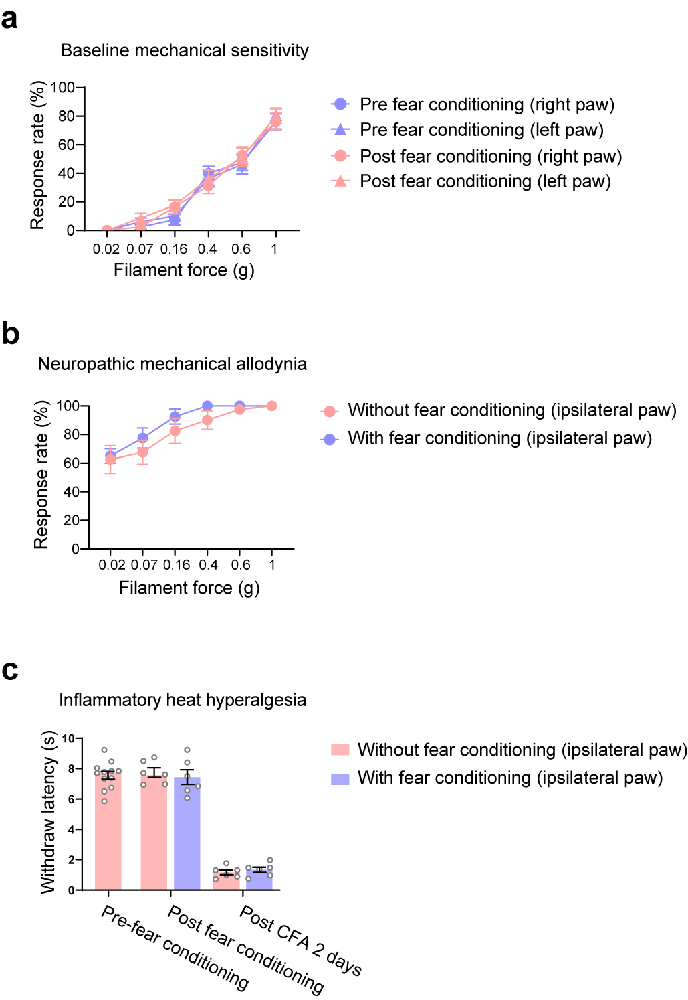 a
Baseline mechanical sensitivity
Response rate (%)
100
80
60
40
20
0
0.02 0.07 0.16 0.4 0.6 1
Filament force (g)
Pre fear conditioning (right paw)
Pre fear conditioning (left paw)
Post fear conditioning (right paw)
Post fear conditioning (left paw)
b
Neuropathic mechanical allodynia
Response rate (%)
100
80
60
40
20
0
0.02 0.07 0.16 0.4 0.6 1
Filament force (g)
Without fear conditioning (ipsilateral paw)
With fear conditioning (ipsilateral paw)
c
Inflammatory heat hyperalgesia
Withdraw latency (s)
10
8
6
4
2
0
Pre-fear conditioning
Post fear conditioning
Post CFA 2 days
Without fear conditioning (ipsilateral paw)
With fear conditioning (ipsilateral paw)